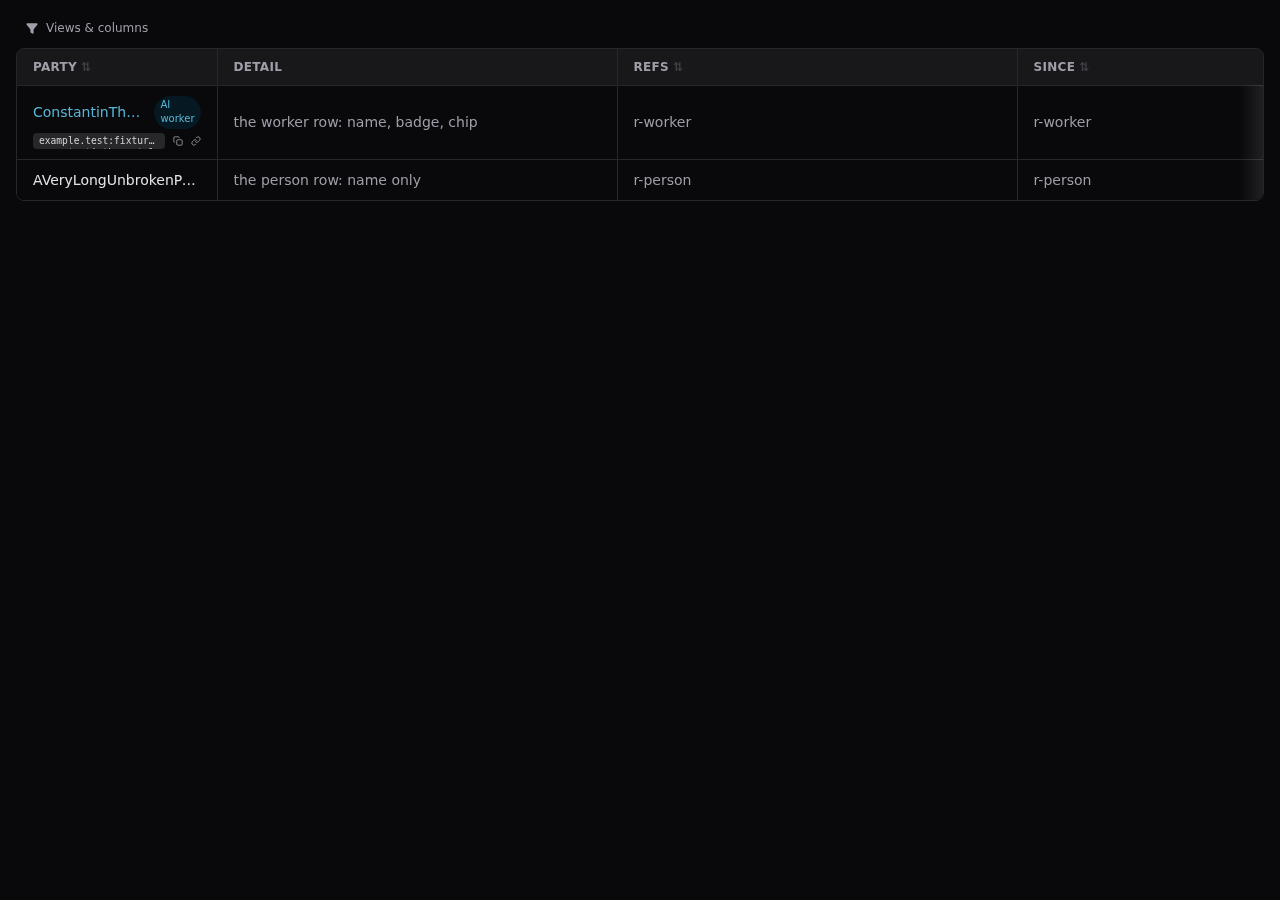 Views & columns
PARTY DETAIL REFS SINCE
ConstantinTh… AI worker the worker row: name, badge, chip r-worker r-worker
example.test:fixtur…
AVeryLongUnbrokenP… the person row: name only r-person r-person